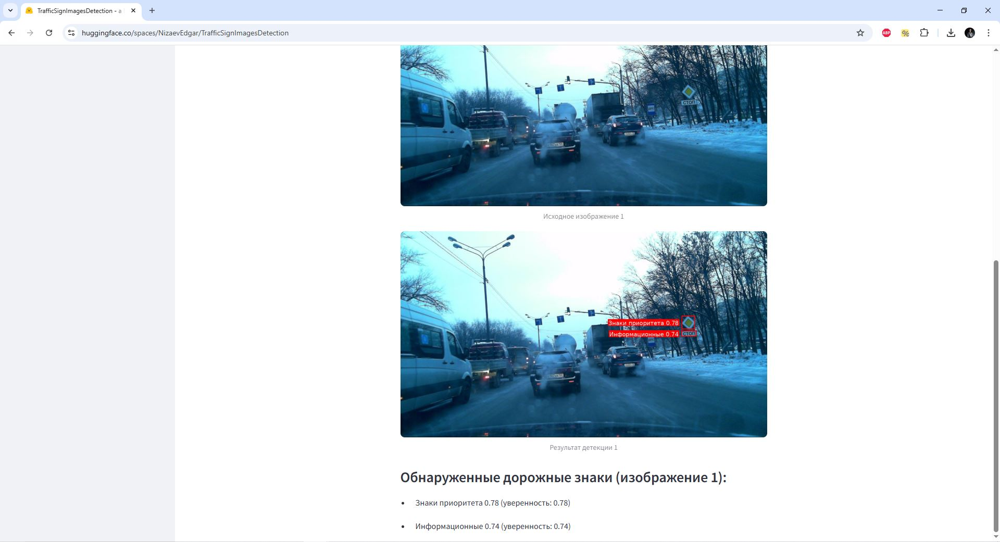 TrafficSignImagesDetection - a
huggingface.co/spaces/NizaevEdgar/TrafficSignImagesDetection
ABP
%
ДПС
СТОП
Исходное изображение 1
Знаки приоритета 0.78
Информационные 0.74
СТОП
Результат детекции 1
Обнаруженные дорожные знаки (изображение 1):
• Знаки приоритета 0.78 (уверенность: 0.78)
• Информационные 0.74 (уверенность: 0.74)